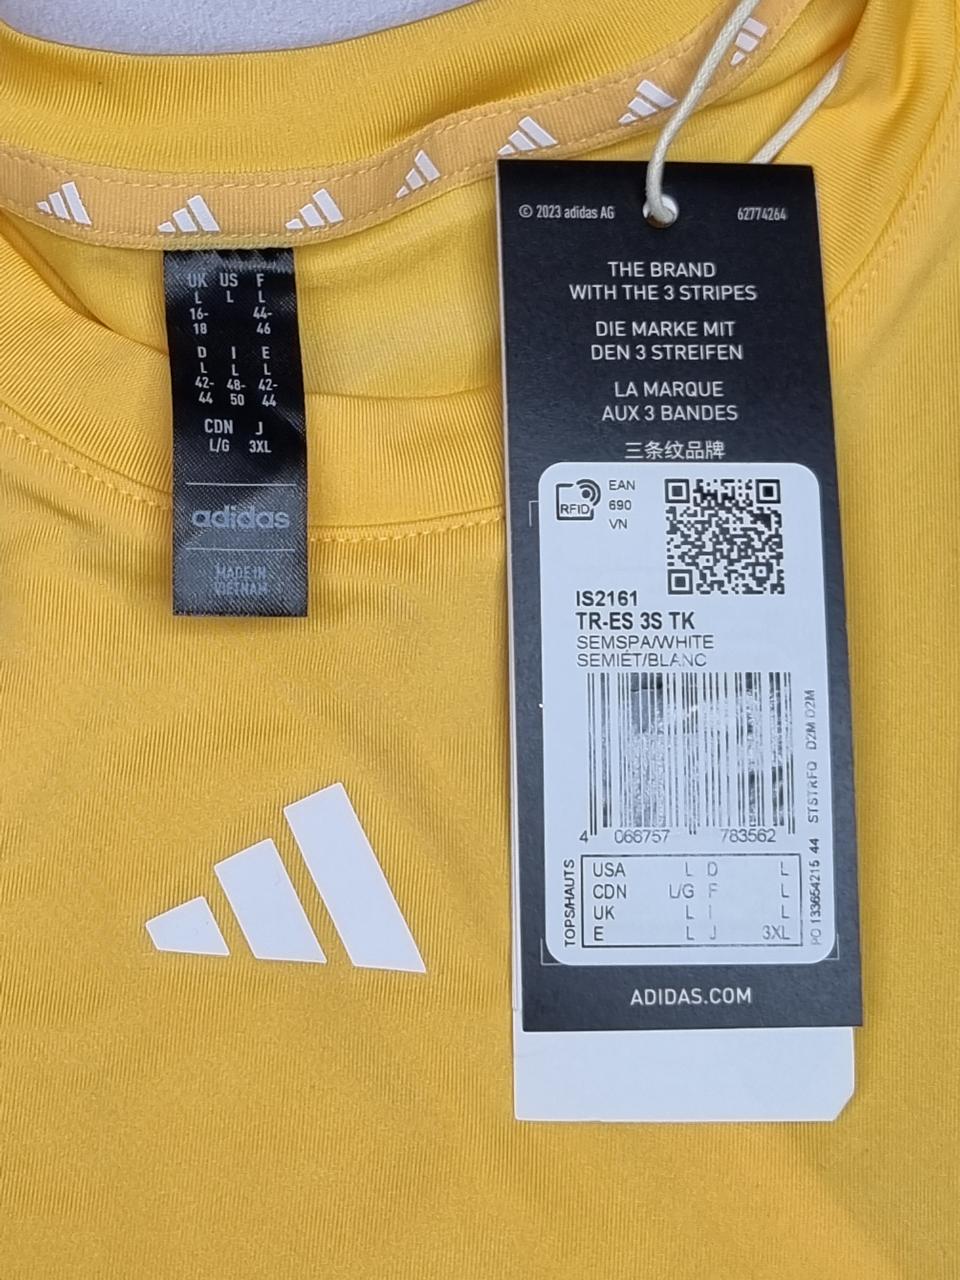 UK US F
L L L
16- 44-
18 46
D I E
L L L
42- 48- 42-
44 50 44
CDN J
L/G 3XL
adidas
MADE IN
VIETNAM
© 2023 adidas AG 62774264
THE BRAND
WITH THE 3 STRIPES
DIE MARKE MIT
DEN 3 STREIFEN
LA MARQUE
AUX 3 BANDES
三条纹品牌
RFID
EAN
690
VN
IS2161
TR-ES 3S TK
SEMSPA/WHITE
SEMIÉT/BLANC
4 066757 783562
TOPS/HAUTS
USA L D L
CDN L/G F L
UK L I L
E L J 3XL
PO 133654215 44 STSTRFQ D2M D2M
ADIDAS.COM